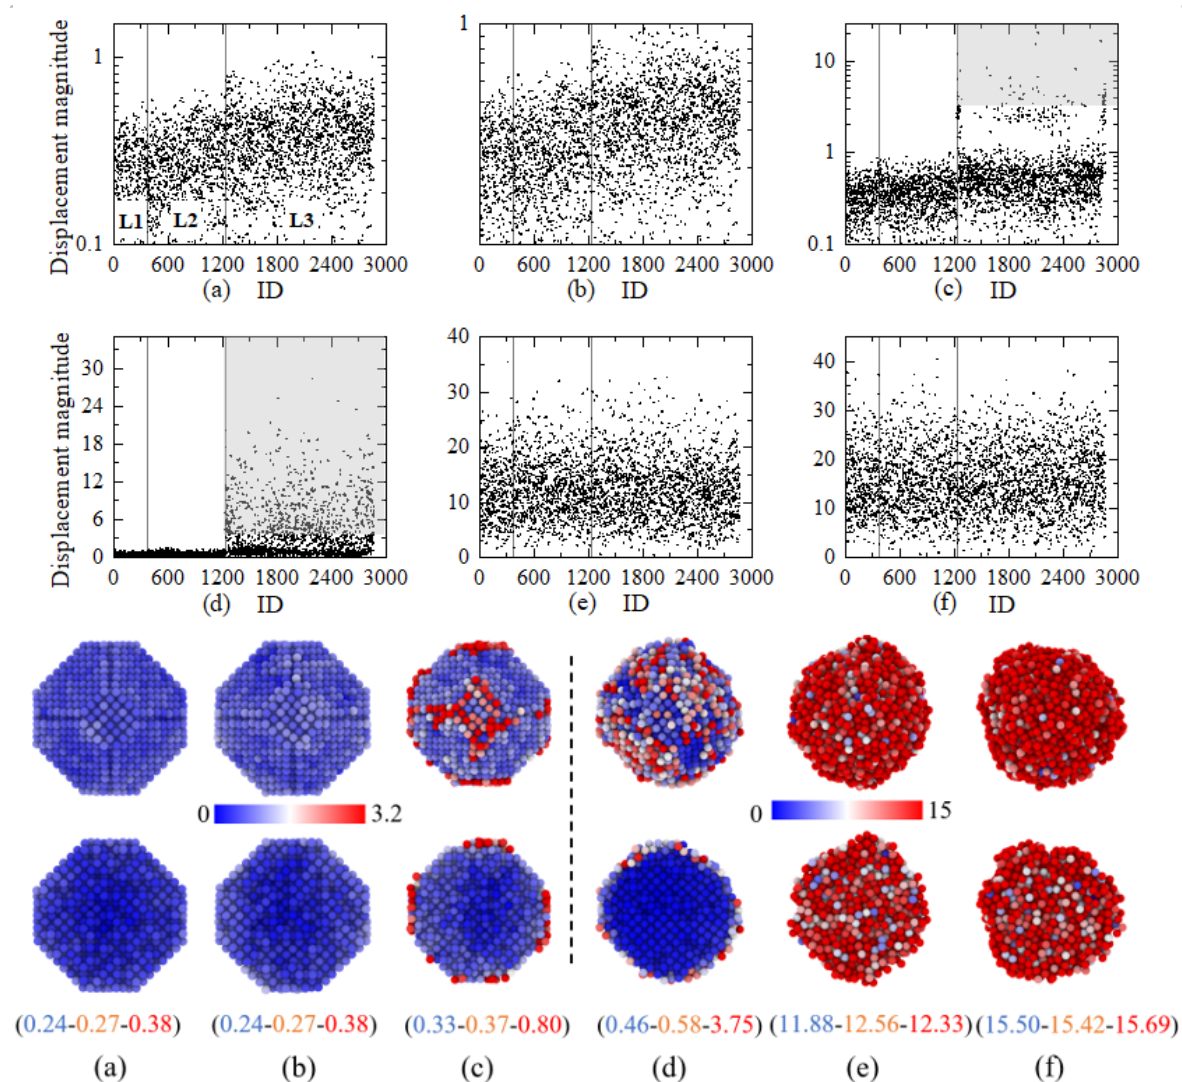 Displacement magnitude
1
0.1
L1 L2 L3
0 600 1200 1800 2400 3000
(a) ID
1
0 600 1200 1800 2400 3000
(b) ID
10
1
0.1
0 600 1200 1800 2400 3000
(c) ID
Displacement magnitude
30
24
18
12
6
0
0 600 1200 1800 2400 3000
(d) ID
40
30
20
10
0
0 600 1200 1800 2400 3000
(e) ID
40
30
20
10
0
0 600 1200 1800 2400 3000
(f) ID
0 3.2
0 15
(0.24-0.27-0.38) (0.24-0.27-0.38) (0.33-0.37-0.80) (0.46-0.58-3.75) (11.88-12.56-12.33) (15.50-15.42-15.69)
(a) (b) (c) (d) (e) (f)